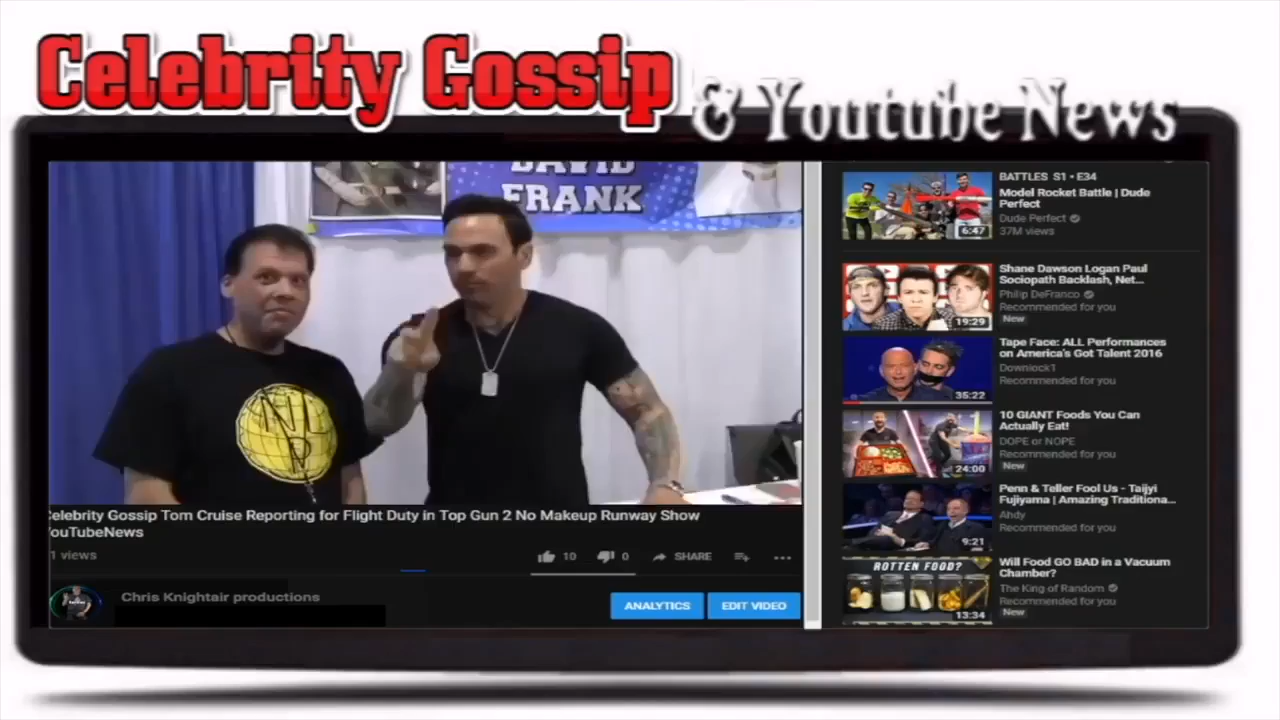 Celebrity Gossip
& Youtube News
DAVID
FRANK
NLP
Celebrity Gossip Tom Cruise Reporting for Flight Duty in Top Gun 2 No Makeup Runway Show
YouTubeNews
1 views
10
0
SHARE
Chris Knightair productions
ANALYTICS
EDIT VIDEO
BATTLES S1 • E34
Model Rocket Battle | Dude
Perfect
Dude Perfect
37M views
6:47
Shane Dawson Logan Paul
Sociopath Backlash, Net...
Philip DeFranco
Recommended for you
New
19:29
Tape Face: ALL Performances
on America's Got Talent 2016
Downlock1
Recommended for you
35:22
10 GIANT Foods You Can
Actually Eat!
DOPE or NOPE
Recommended for you
New
24:00
Penn & Teller Fool Us - Taijyi
Fujiyama | Amazing Traditiona...
Ahdy
Recommended for you
9:21
ROTTEN FOOD?
Will Food GO BAD in a Vacuum
Chamber?
The King of Random
Recommended for you
New
13:34